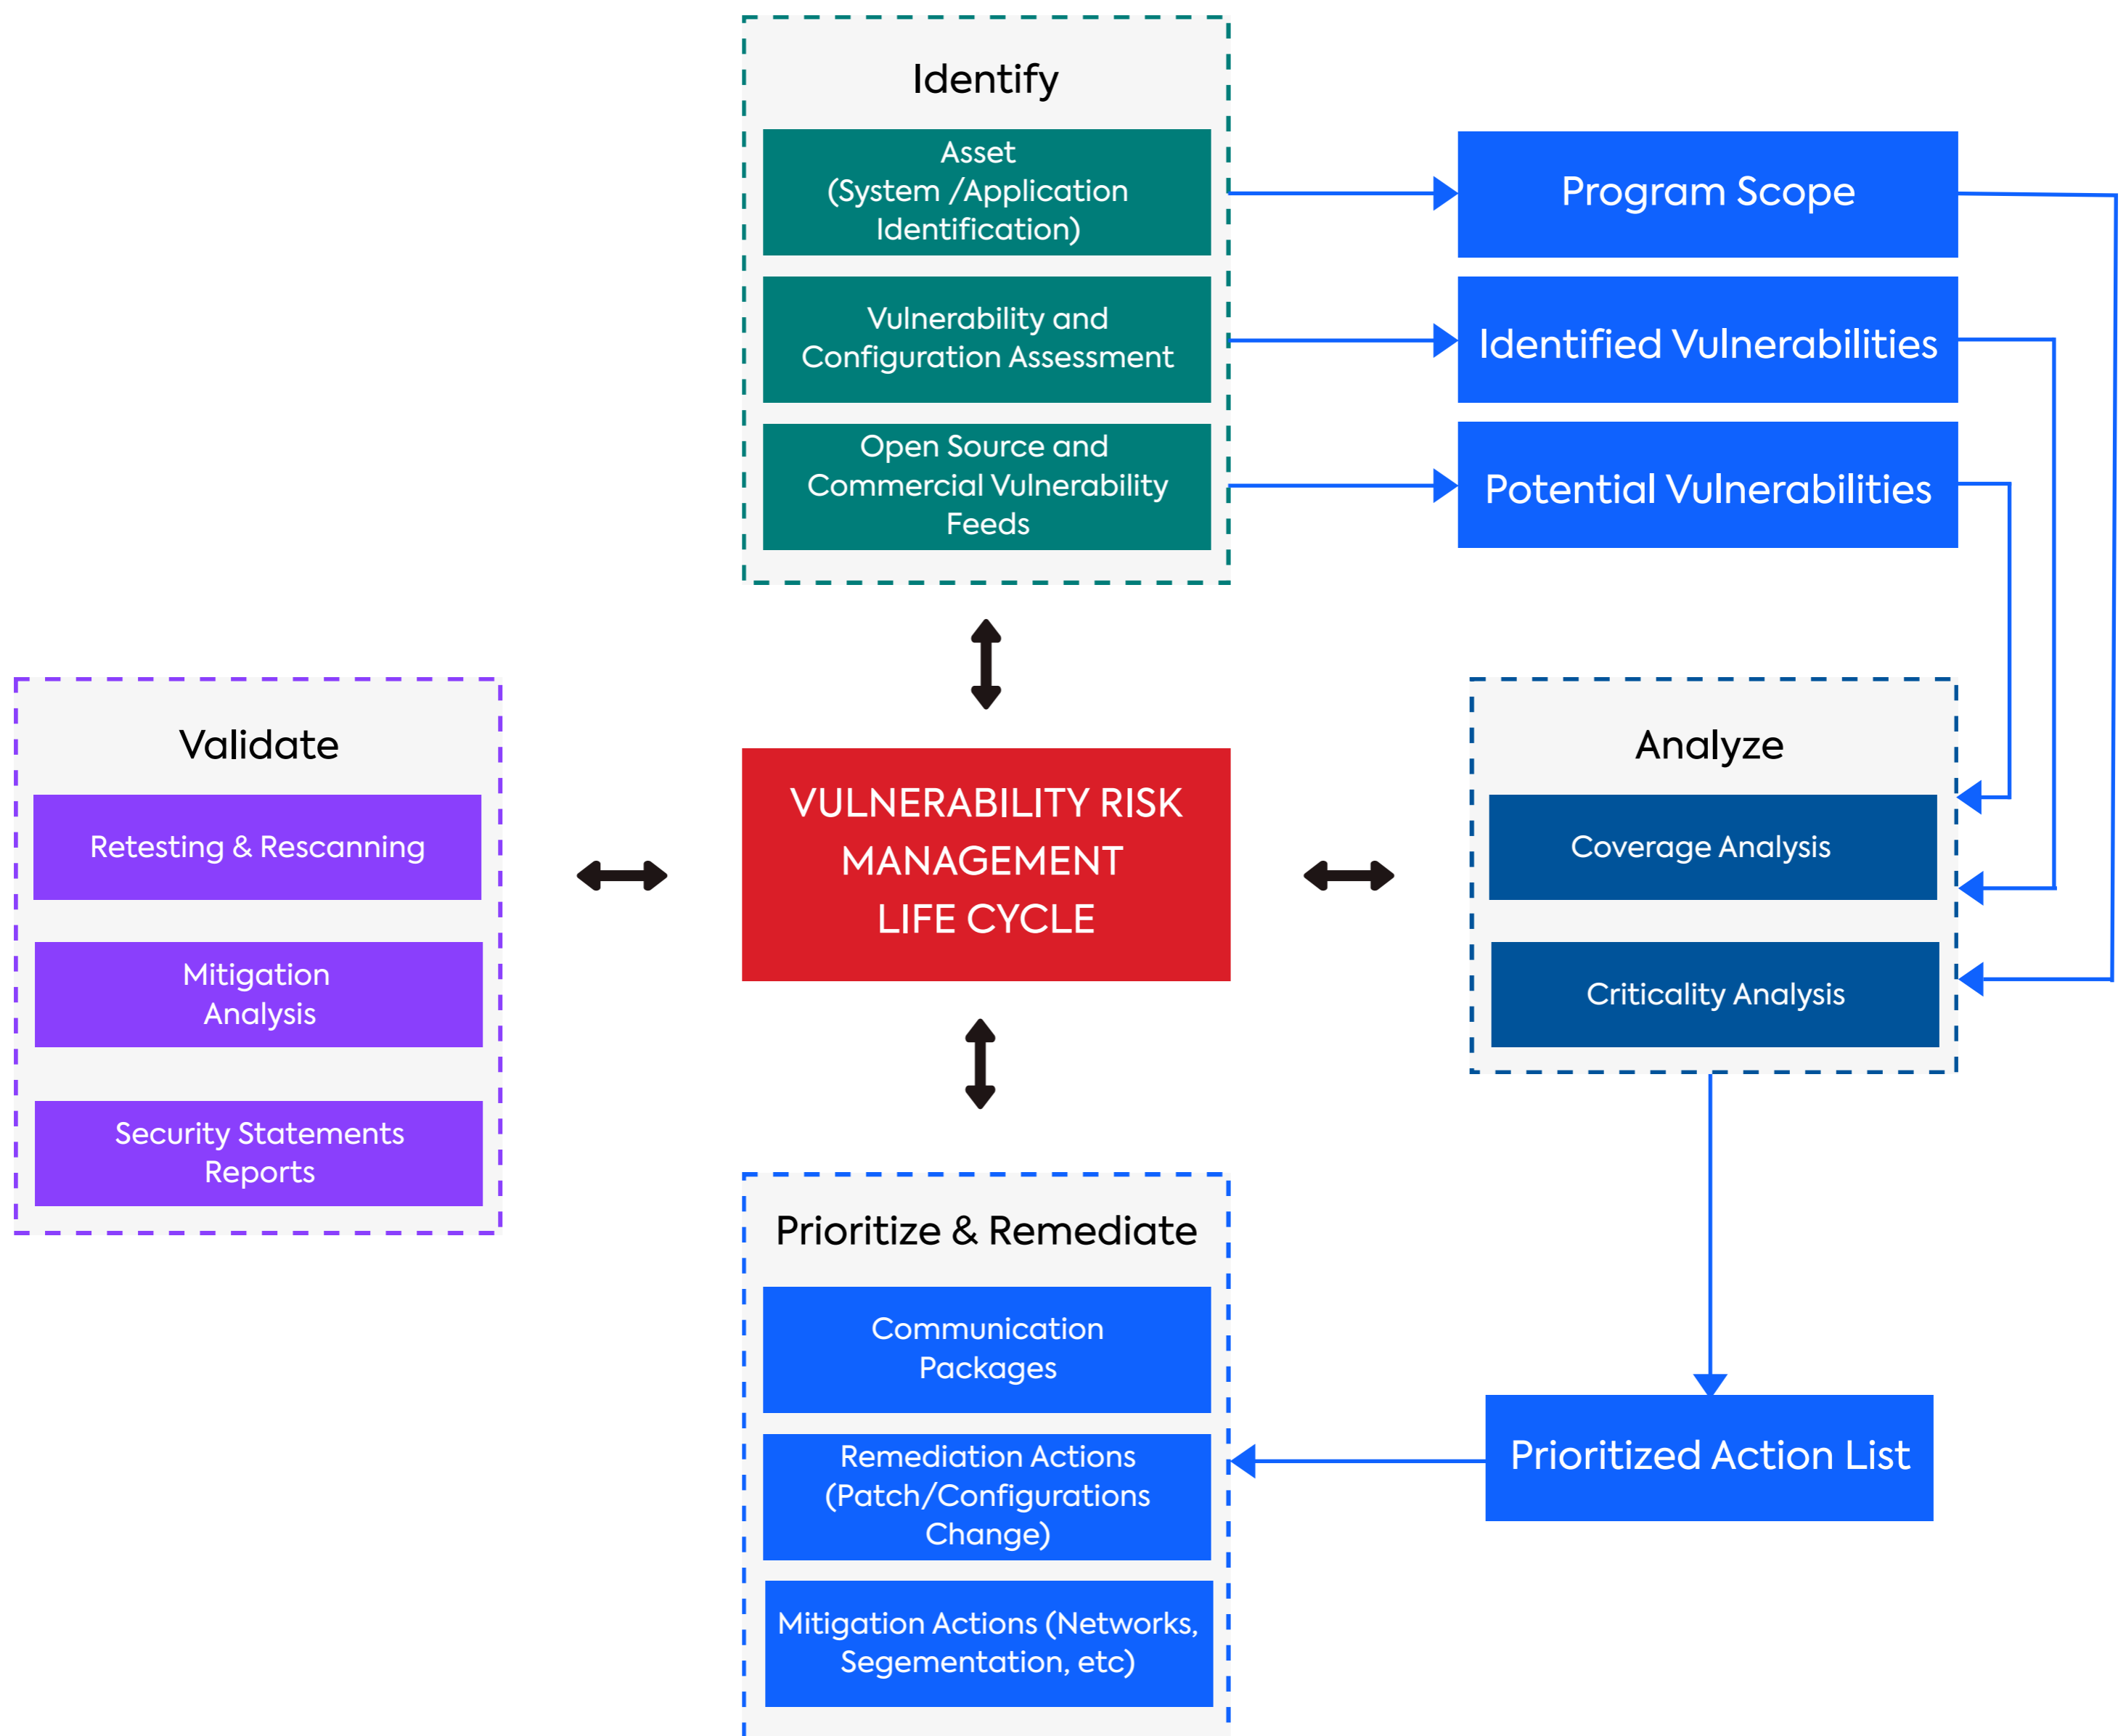 Identify
Asset
(System /Application
Identification)
Vulnerability and
Configuration Assessment
Open Source and
Commercial Vulnerability
Feeds
Program Scope
Identified Vulnerabilities
Potential Vulnerabilities
Validate
Retesting & Rescanning
Mitigation
Analysis
Security Statements
Reports
VULNERABILITY RISK
MANAGEMENT
LIFE CYCLE
Analyze
Coverage Analysis
Criticality Analysis
Prioritize & Remediate
Communication
Packages
Remediation Actions
(Patch/Configurations
Change)
Mitigation Actions (Networks,
Segementation, etc)
Prioritized Action List